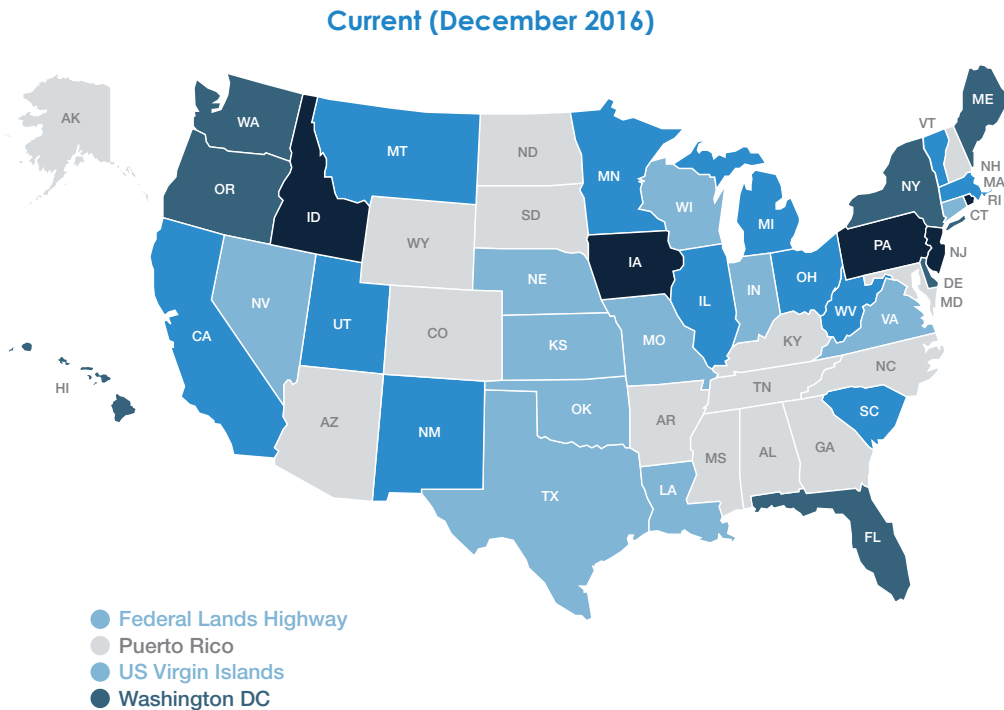 Current (December 2016)
AK
WA
MT
ND
MN
VT
ME
OR
ID
SD
WI
MI
NY
NH
MA
RI
CT
WY
IA
PA
NJ
NV
UT
CO
NE
IL
IN
OH
WV
VA
DE
MD
CA
KS
MO
KY
HI
AZ
NM
OK
AR
TN
NC
SC
TX
LA
MS
AL
GA
FL
Federal Lands Highway
Puerto Rico
US Virgin Islands
Washington DC